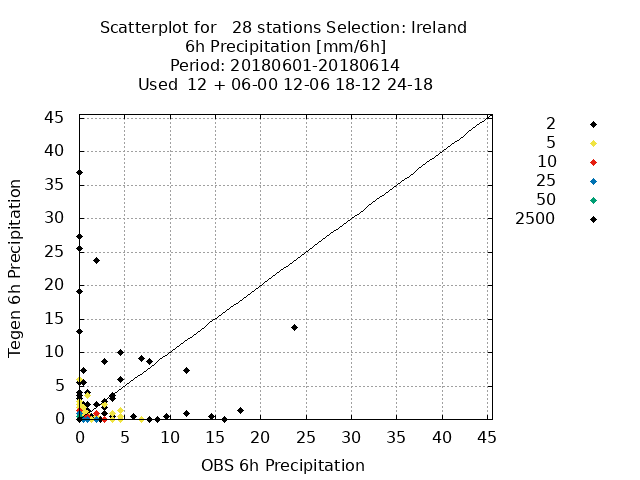 Scatterplot for   28 stations Selection: Ireland
6h Precipitation [mm/6h]
Period: 20180601-20180614
Used  12 + 06-00 12-06 18-12 24-18
2
5
10
25
50
2500
Tegen 6h Precipitation
45
40
35
30
25
20
15
10
5
0
0 5 10 15 20 25 30 35 40 45
OBS 6h Precipitation